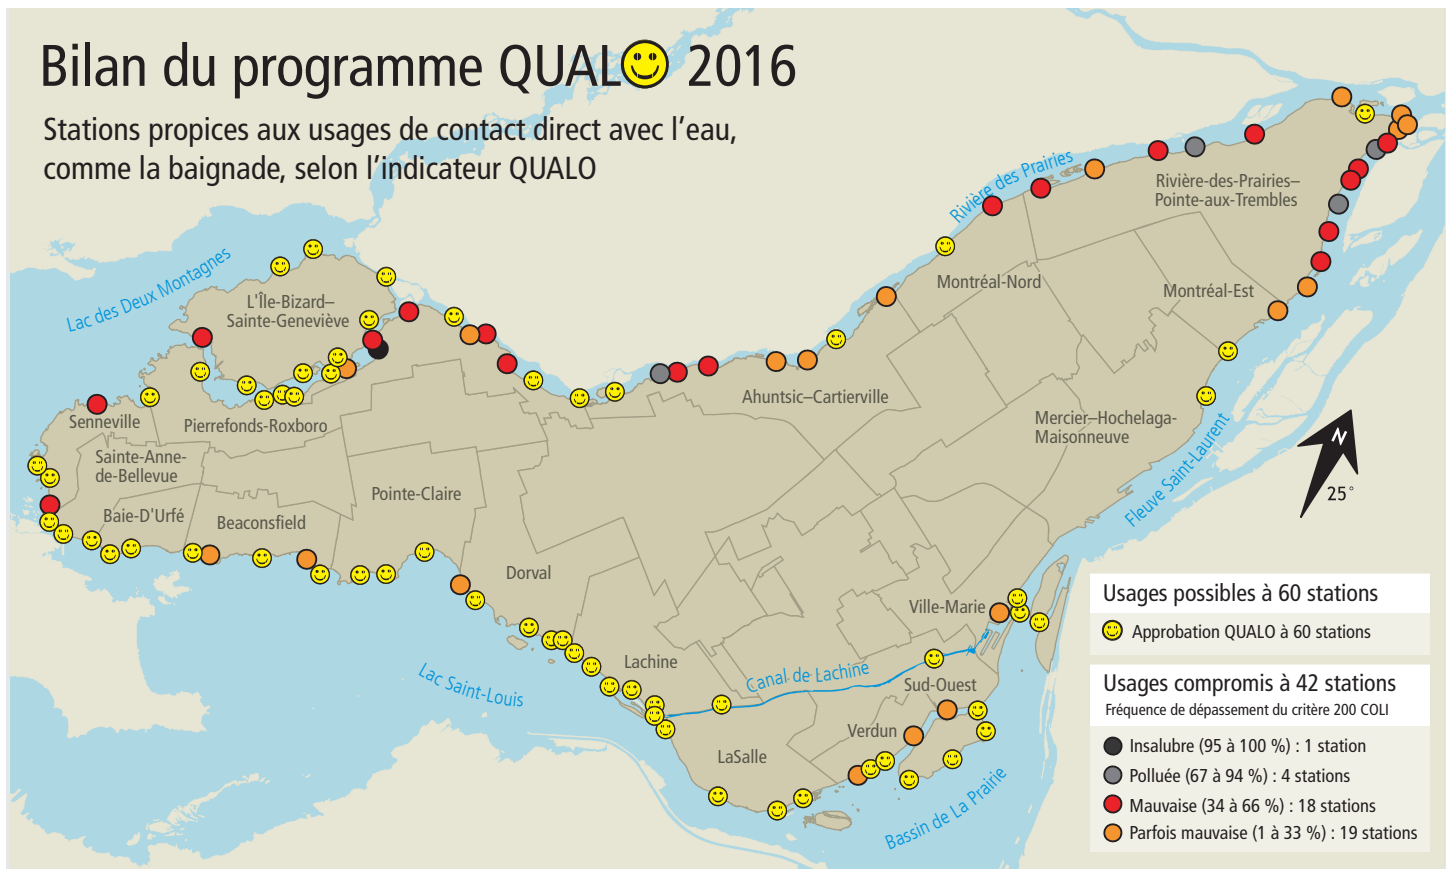 Bilan du programme QUALO 2016
Stations propices aux usages de contact direct avec l'eau,
comme la baignade, selon l'indicateur QUALO
Rivière des Prairies
Rivière-des-Prairies–
Pointe-aux-Trembles
Lac des Deux Montagnes
L'Île-Bizard–
Sainte-Geneviève
Montréal-Nord
Montréal-Est
Ahuntsic–Cartierville
Senneville
Pierrefonds-Roxboro
Mercier–Hochelaga-
Maisonneuve
Sainte-Anne-
de-Bellevue
Pointe-Claire
Baie-D'Urfé
Beaconsfield
Fleuve Saint-Laurent
N
25°
Dorval
Ville-Marie
Lachine
Canal de Lachine
Lac Saint-Louis
Sud-Ouest
Verdun
LaSalle
Bassin de La Prairie
Usages possibles à 60 stations
Approbation QUALO à 60 stations
Usages compromis à 42 stations
Fréquence de dépassement du critère 200 COLI
Insalubre (95 à 100 %) : 1 station
Polluée (67 à 94 %) : 4 stations
Mauvaise (34 à 66 %) : 18 stations
Parfois mauvaise (1 à 33 %) : 19 stations